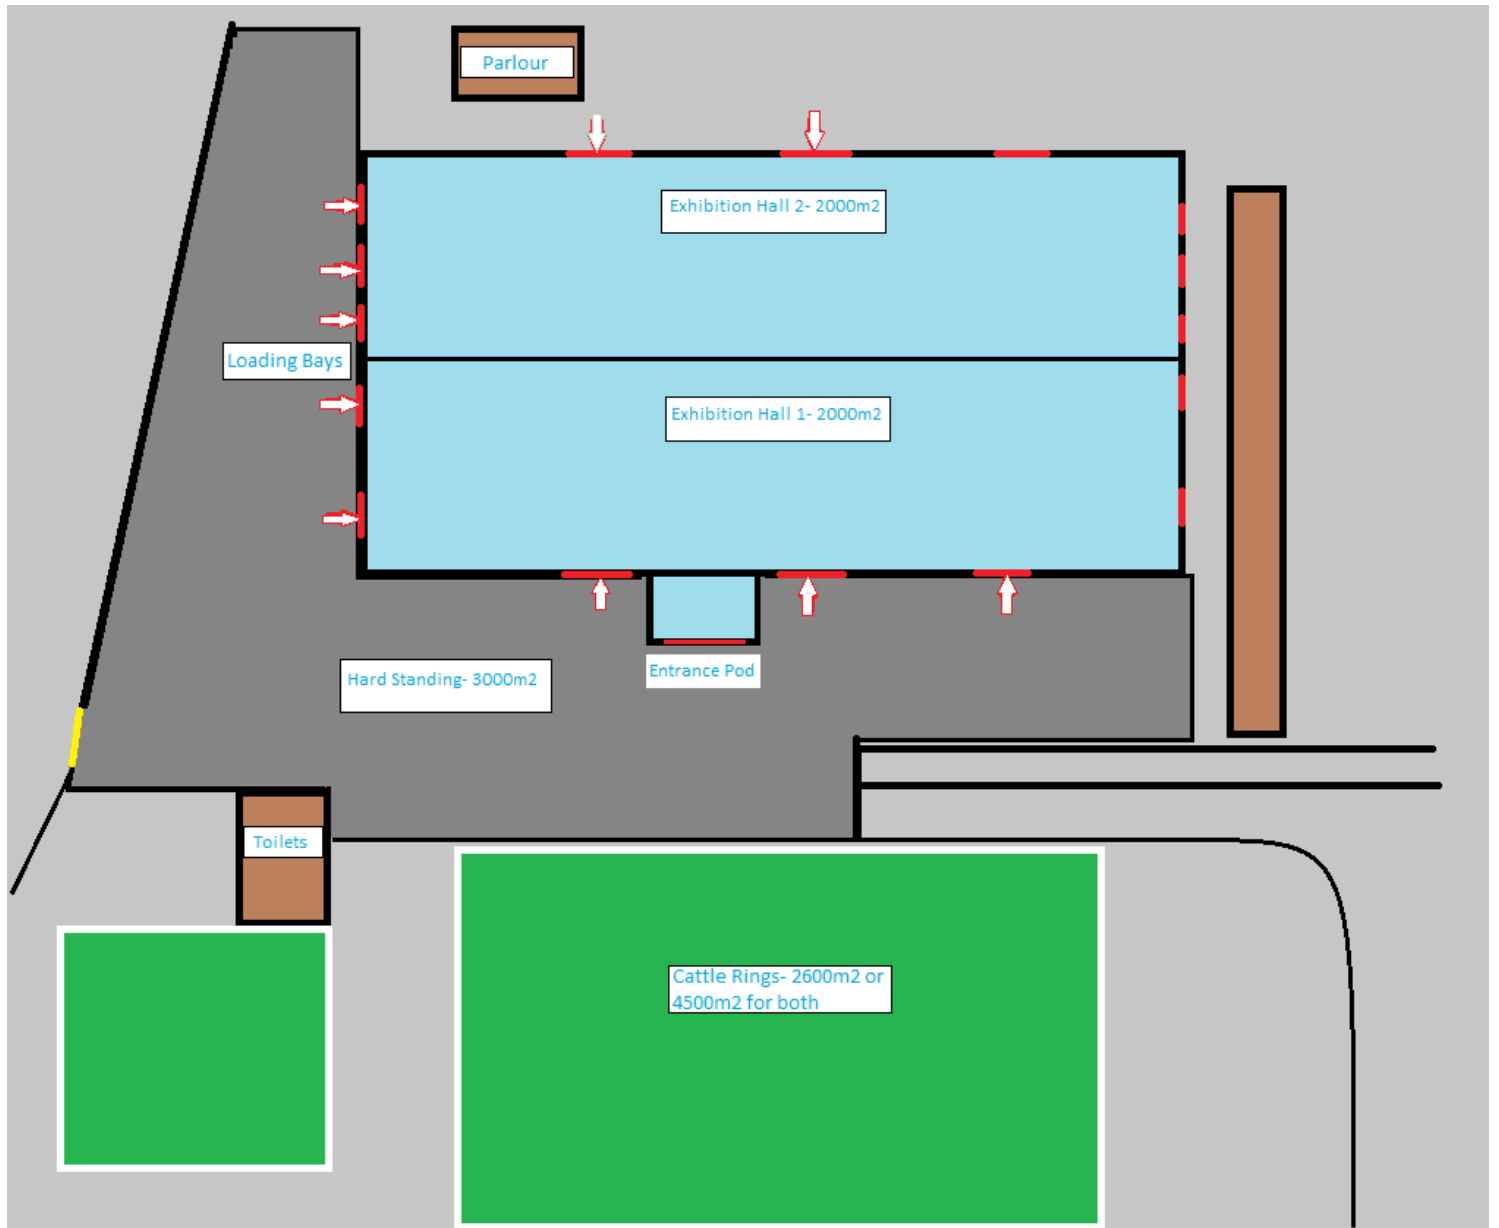 Parlour
Exhibition Hall 2- 2000m2
Loading Bays
Exhibition Hall 1- 2000m2
Entrance Pod
Hard Standing- 3000m2
Toilets
Cattle Rings- 2600m2 or
4500m2 for both